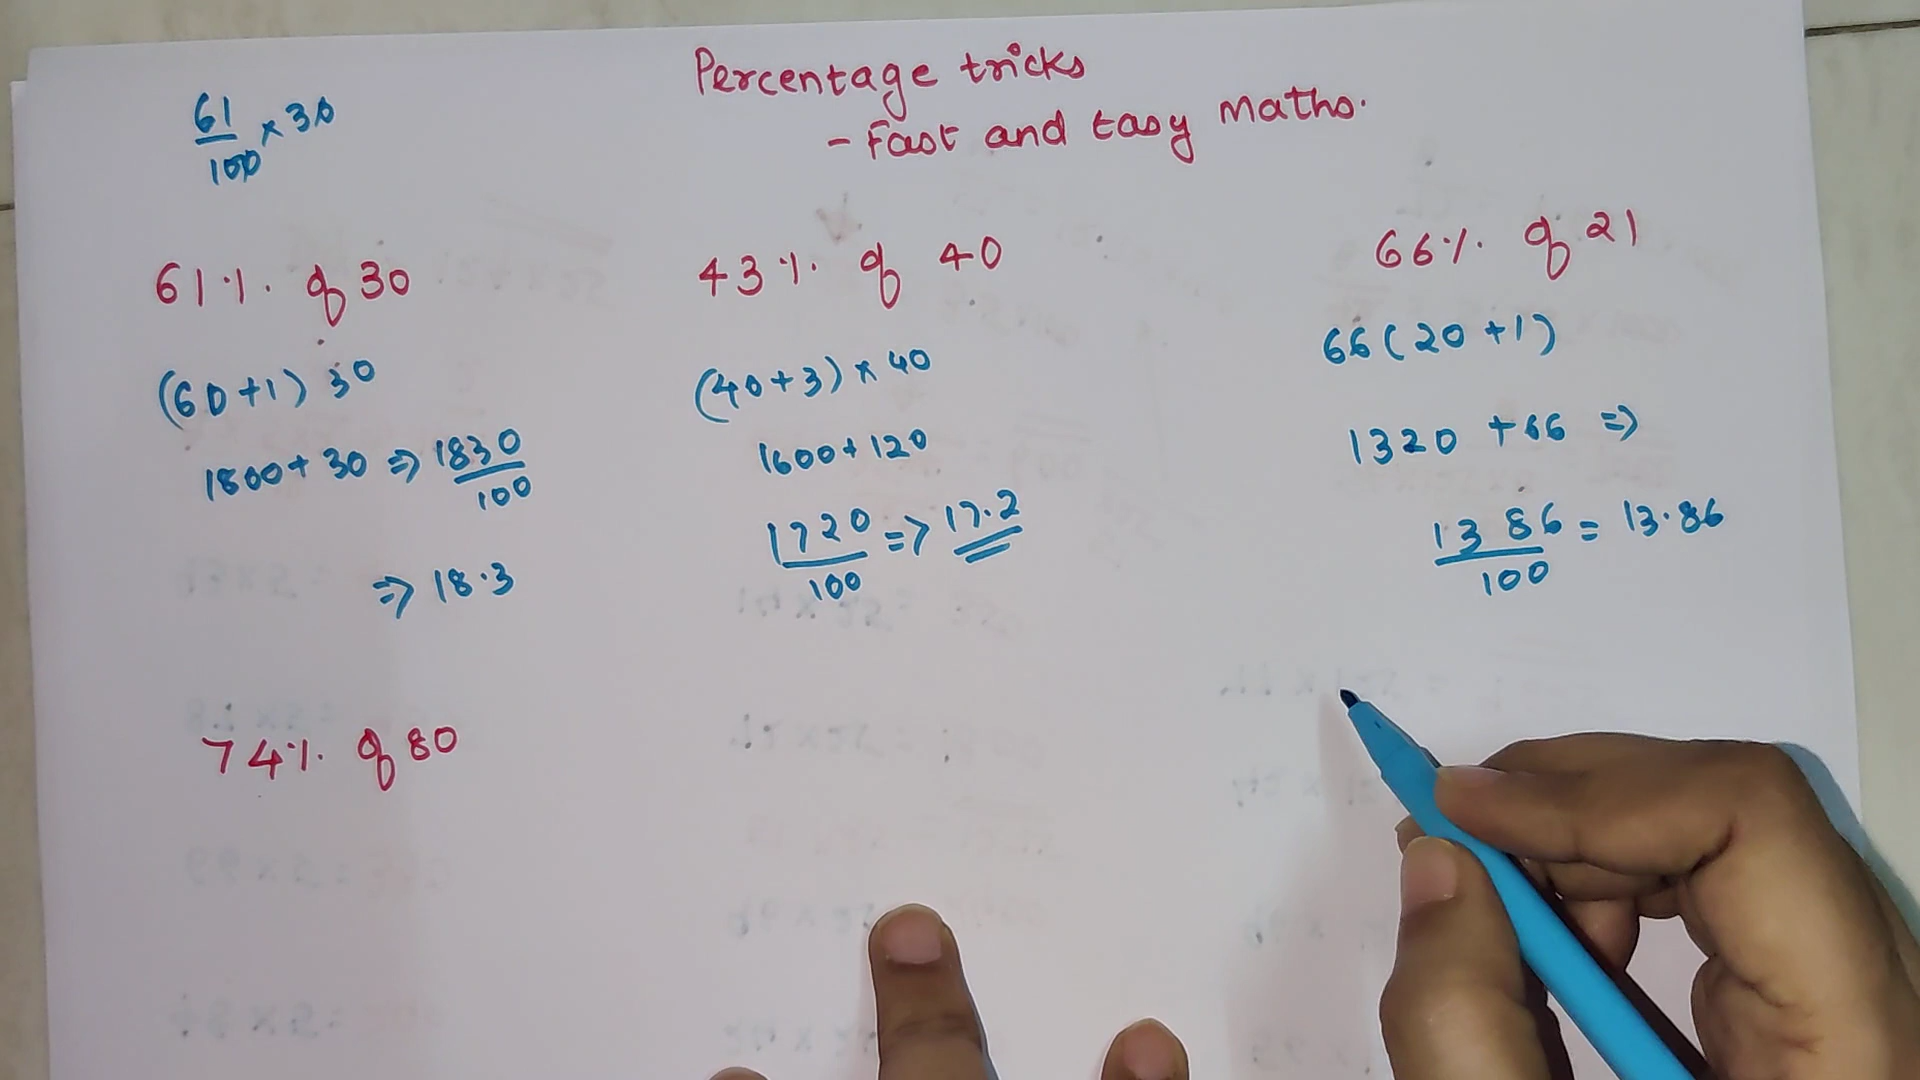 Percentage tricks
- Fast and Easy maths.
61/100 × 30
61% of 30
(60+1) 30
1800 + 30 ⇒ 1830/100
⇒ 18.3
43% of 40
(40+3) × 40
1600 + 120
1720/100 ⇒ 17.2
66% of 21
66(20+1)
1320 + 66 ⇒
1386/100 = 13.86
74% of 80